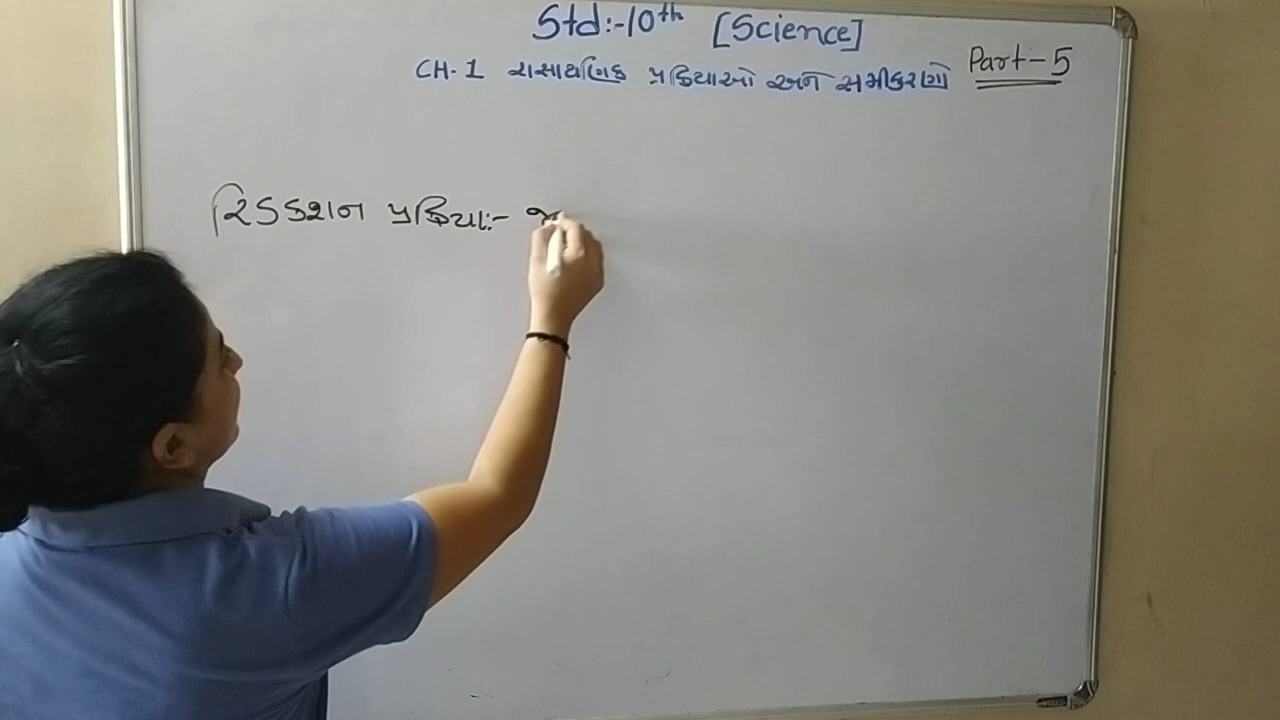 Std:-10th [Science]
CH-1 રાસાયણિક પ્રક્રિયાઓ અને સમીકરણો Part-5
રિડક્શન પ્રક્રિયા:- જ